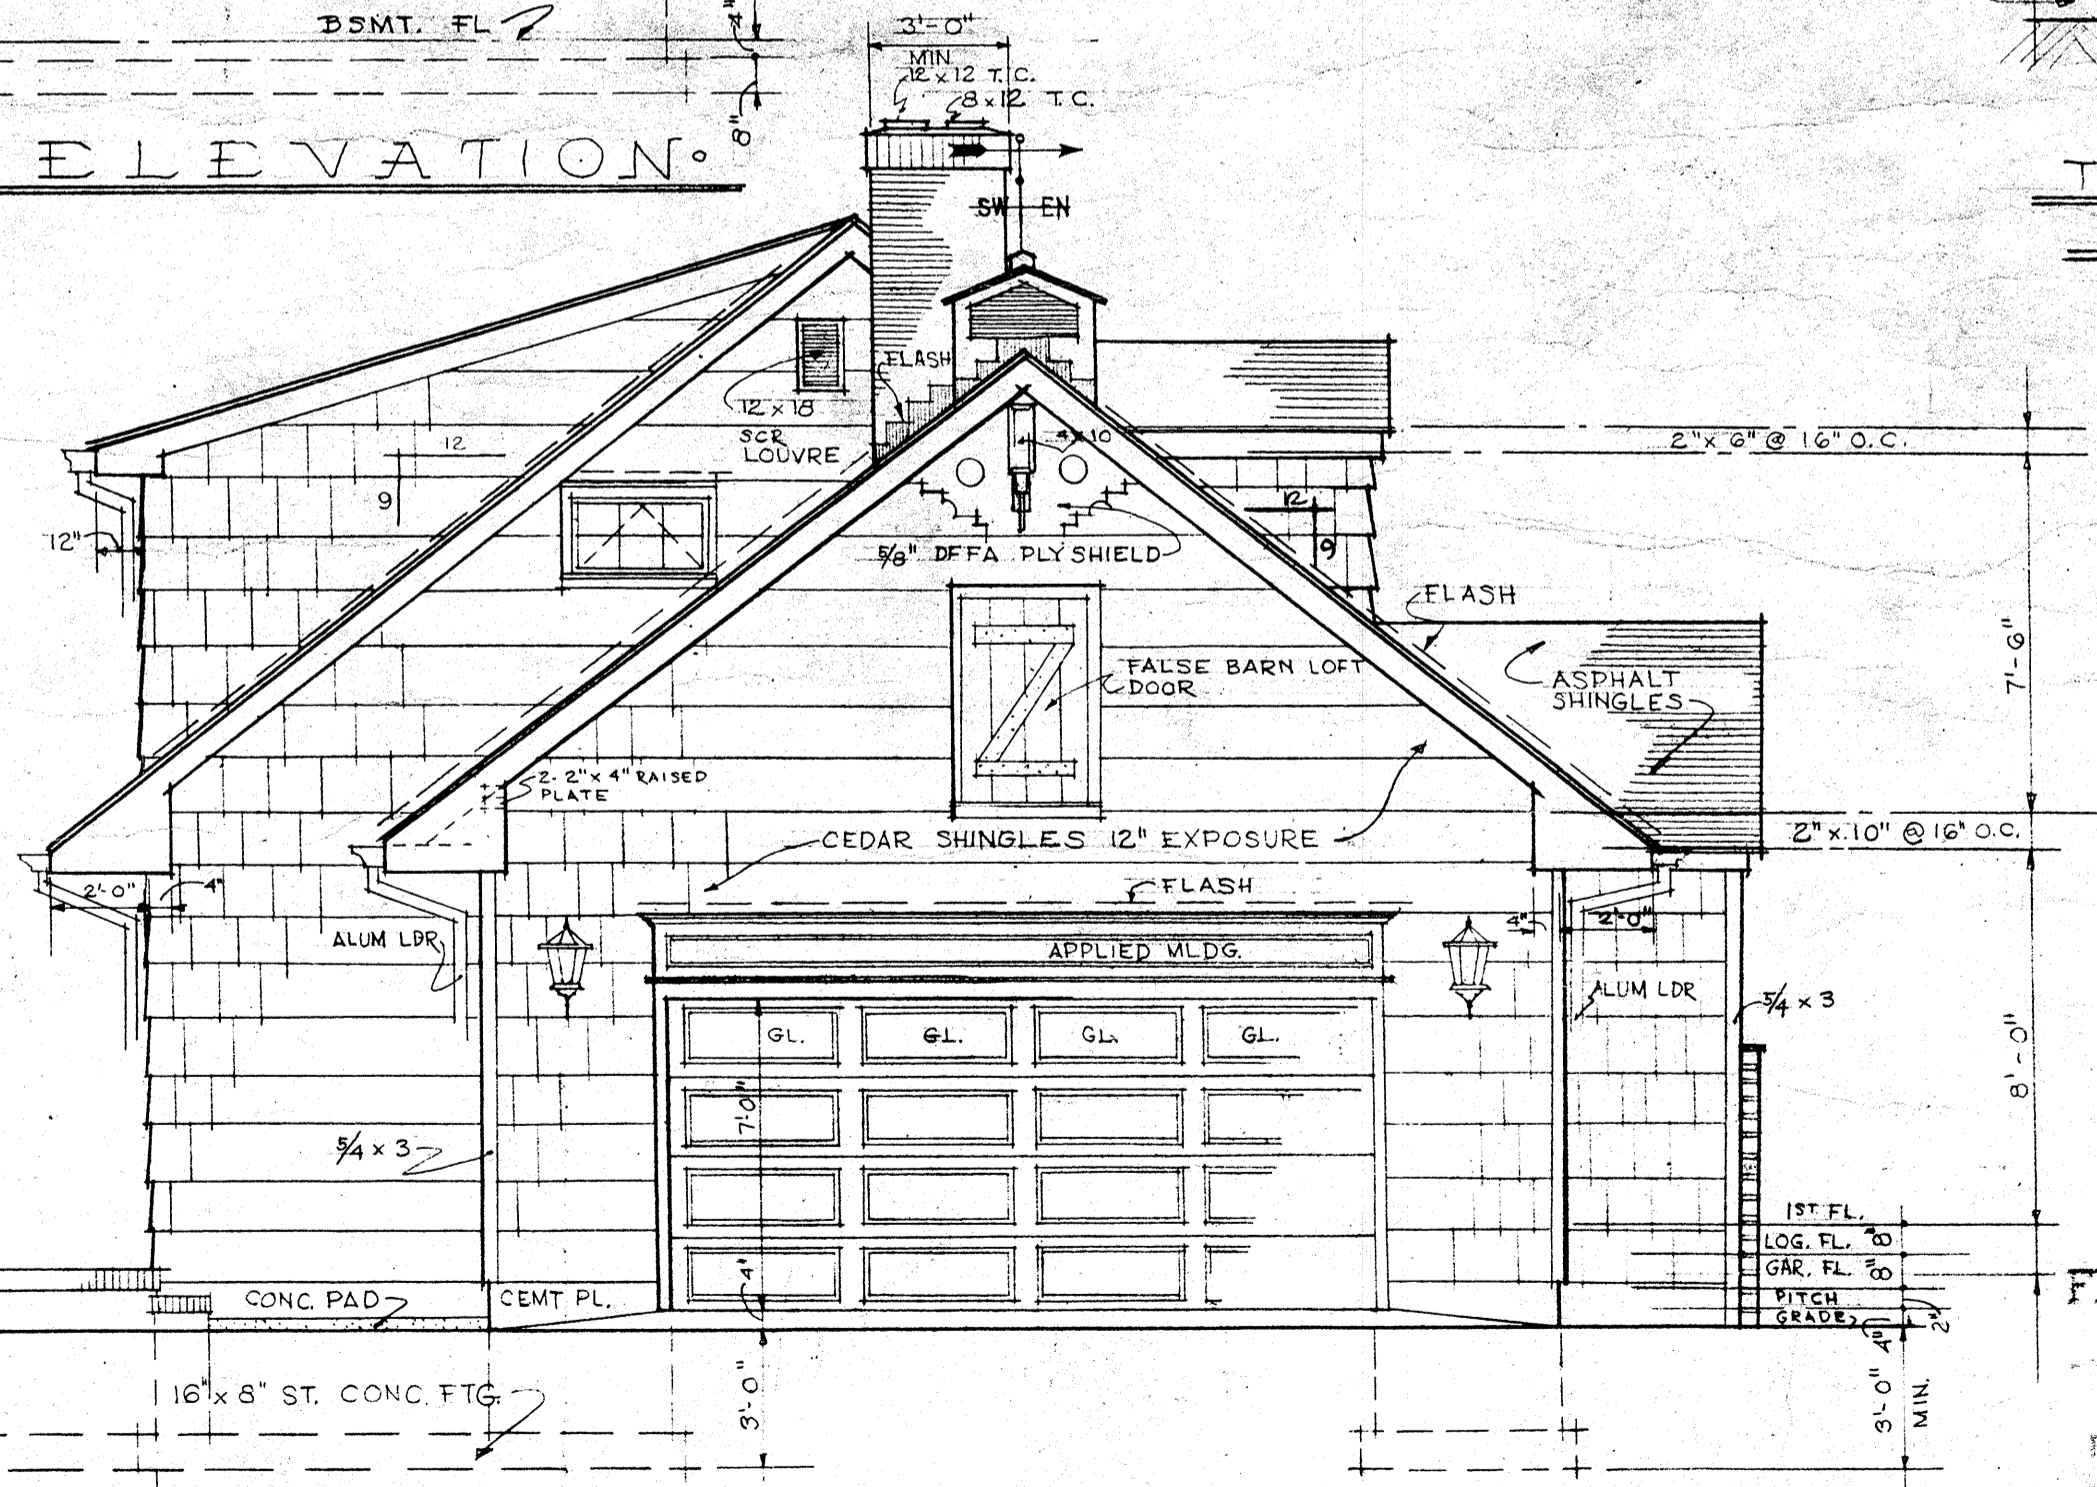 BSMT. FL
4"
8"
ELEVATION.
3'-0"
MIN
12 x 12 T.C.
8 x 12 T.C.
SW EN
FLASH
12 x 18
SCR
LOUVRE
12
9
12"
4 x 10
5/8" DFFA PLY SHIELD
12
9
2" x 6" @ 16" O.C.
FLASH
7'-6"
FALSE BARN LOFT
DOOR
ASPHALT
SHINGLES
2-2" x 4" RAISED
PLATE
CEDAR SHINGLES 12" EXPOSURE
2" x 10" @ 16" O.C.
2'-0"
4"
FLASH
4"
2'-0"
ALUM LDR
APPLIED MLDG.
ALUM LDR
5/4 x 3
GL. GL. GL. GL.
8'-0"
7'-0"
5/4 x 3
1ST FL.
LOG. FL. 8"
GAR. FL. 8"
PITCH
GRADE
2"
4"
4"
CONC. PAD
CEMT PL.
16" x 8" ST. CONC. FTG.
3'-0"
3'-0"
MIN.